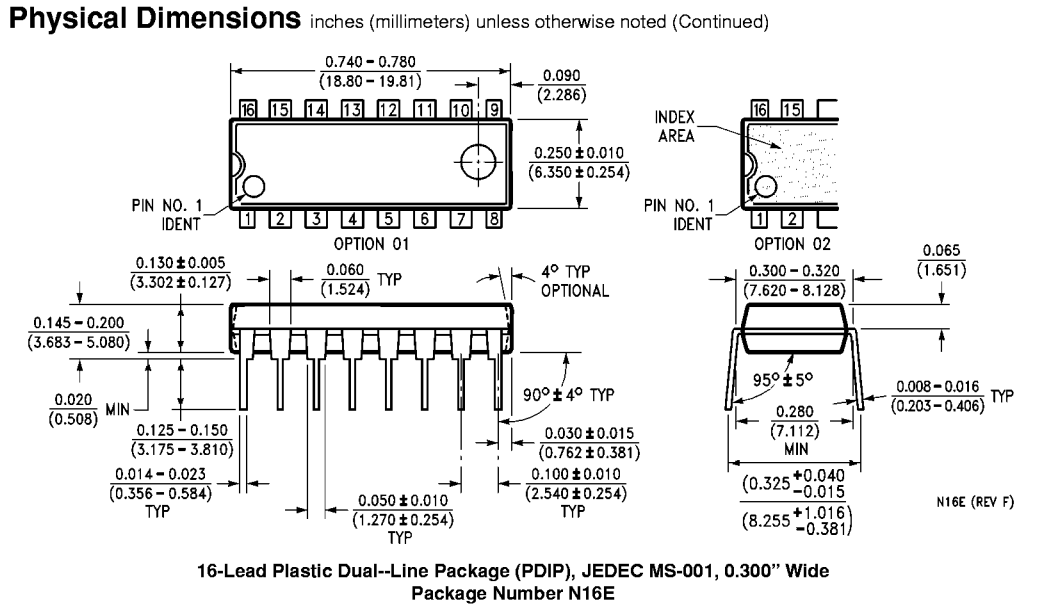 Physical Dimensions inches (millimeters) unless otherwise noted (Continued)
0.740 – 0.780
(18.80 – 19.81)
0.090
(2.286)
16 15 14 13 12 11 10 9
0.250 ± 0.010
(6.350 ± 0.254)
PIN NO. 1
IDENT
1 2 3 4 5 6 7 8
OPTION 01
INDEX
AREA
16 15
PIN NO. 1
IDENT
1 2
OPTION 02
0.130 ± 0.005
(3.302 ± 0.127)
0.060
(1.524)
TYP
4° TYP
OPTIONAL
0.145 – 0.200
(3.683 – 5.080)
0.020
(0.508)
MIN
0.125 – 0.150
(3.175 – 3.810)
0.014 – 0.023
(0.356 – 0.584)
TYP
0.050 ± 0.010
(1.270 ± 0.254)
TYP
90° ± 4° TYP
0.030 ± 0.015
(0.762 ± 0.381)
0.100 ± 0.010
(2.540 ± 0.254)
TYP
0.300 – 0.320
(7.620 – 8.128)
0.065
(1.651)
95° ± 5°
0.008 – 0.016
(0.203 – 0.406)
TYP
0.280
(7.112)
MIN
(0.325 +0.040
–0.015
(8.255 +1.016
–0.381)
N16E (REV F)
16-Lead Plastic Dual--Line Package (PDIP), JEDEC MS-001, 0.300” Wide
Package Number N16E